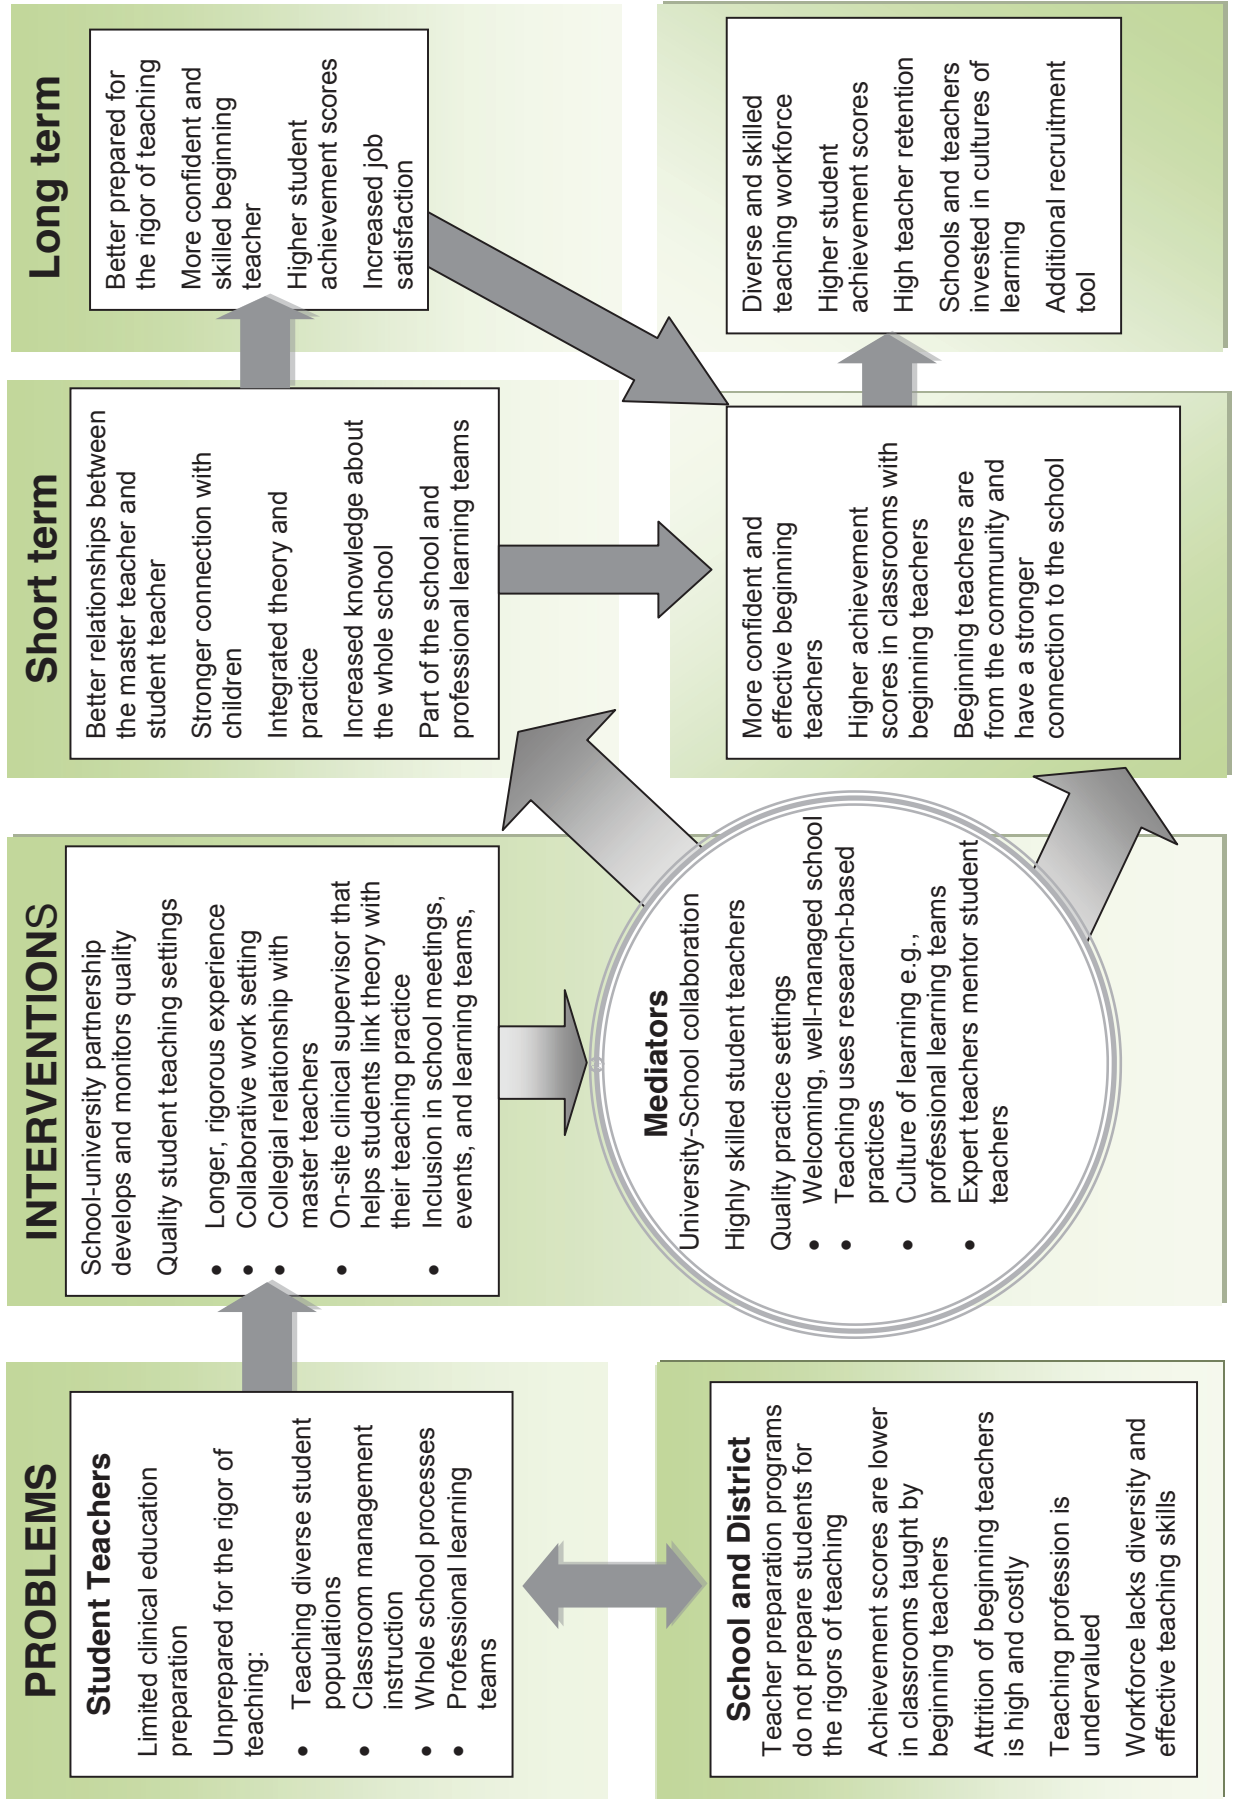 PROBLEMS
Student Teachers
Limited clinical education
preparation
Unprepared for the rigor of
teaching:
• Teaching diverse student
populations
• Classroom management
instruction
• Whole school processes
• Professional learning
teams
School and District
Teacher preparation programs
do not prepare students for
the rigors of teaching
Achievement scores are lower
in classrooms taught by
beginning teachers
Attrition of beginning teachers
is high and costly
Teaching profession is
undervalued
Workforce lacks diversity and
effective teaching skills
INTERVENTIONS
School-university partnership
develops and monitors quality
Quality student teaching settings
• Longer, rigorous experience
• Collaborative work setting
• Collegial relationship with
master teachers
• On-site clinical supervisor that
helps students link theory with
their teaching practice
• Inclusion in school meetings,
events, and learning teams,
Mediators
University-School collaboration
Highly skilled student teachers
Quality practice settings
• Welcoming, well-managed school
• Teaching uses research-based
practices
• Culture of learning e.g.,
professional learning teams
• Expert teachers mentor student
teachers
Short term
Better relationships between
the master teacher and
student teacher
Stronger connection with
children
Integrated theory and
practice
Increased knowledge about
the whole school
Part of the school and
professional learning teams
More confident and
effective beginning
teachers
Higher achievement
scores in classrooms with
beginning teachers
Beginning teachers are
from the community and
have a stronger
connection to the school
Long term
Better prepared for
the rigor of teaching
More confident and
skilled beginning
teacher
Higher student
achievement scores
Increased job
satisfaction
Diverse and skilled
teaching workforce
Higher student
achievement scores
High teacher retention
Schools and teachers
invested in cultures of
learning
Additional recruitment
tool